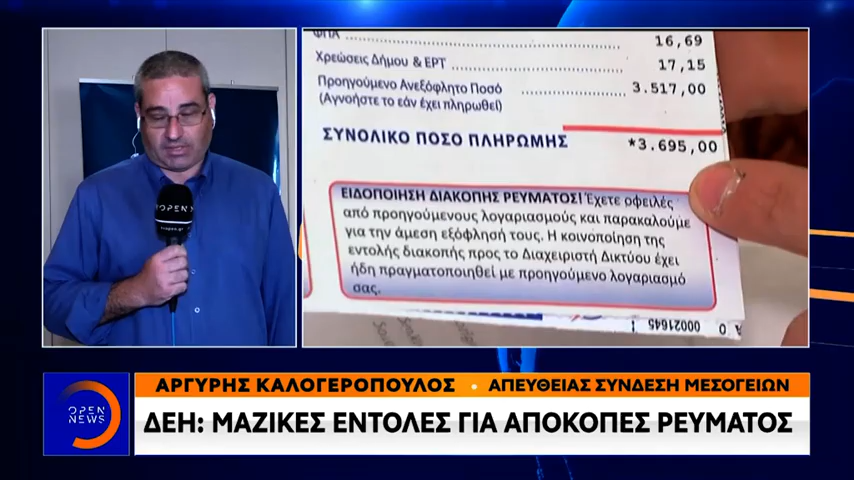 ΦΠΑ 16,69
Χρεώσεις Δήμου & ΕΡΤ 17,15
Προηγούμενο Ανεξόφλητο Ποσό 3.517,00
(Αγνοήστε το εάν έχει πληρωθεί)
ΣΥΝΟΛΙΚΟ ΠΟΣΟ ΠΛΗΡΩΜΗΣ *3.695,00
ΕΙΔΟΠΟΙΗΣΗ ΔΙΑΚΟΠΗΣ ΡΕΥΜΑΤΟΣ! Έχετε οφειλές
από προηγούμενους λογαριασμούς και παρακαλούμε
για την άμεση εξόφλησή τους. Η κοινοποίηση της
εντολής διακοπής προς το Διαχειριστή Δικτύου έχει
ήδη πραγματοποιηθεί με προηγούμενο λογαριασμό
σας.
00021645
OPEN
ΑΡΓΥΡΗΣ ΚΑΛΟΓΕΡΟΠΟΥΛΟΣ • ΑΠΕΥΘΕΙΑΣ ΣΥΝΔΕΣΗ ΜΕΣΟΓΕΙΩΝ
OPEN
NEWS
ΔΕΗ: ΜΑΖΙΚΕΣ ΕΝΤΟΛΕΣ ΓΙΑ ΑΠΟΚΟΠΕΣ ΡΕΥΜΑΤΟΣ